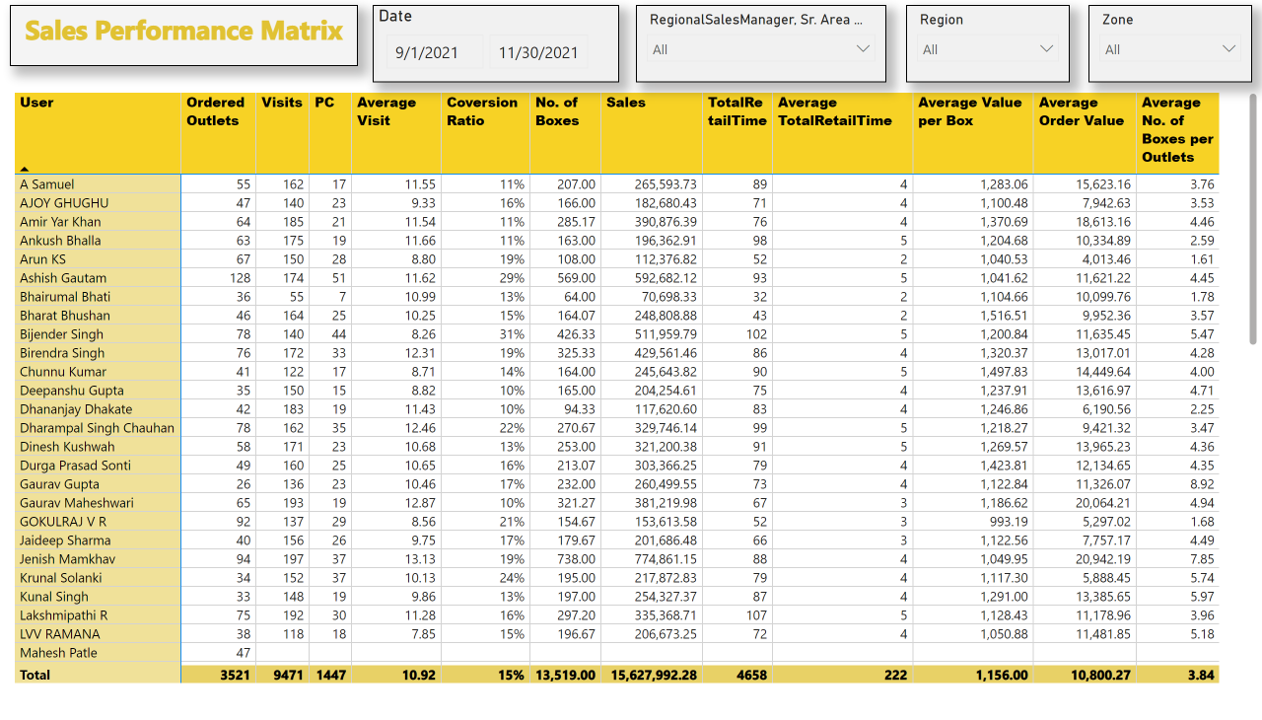 Sales Performance Matrix
Date
9/1/2021 11/30/2021
RegionalSalesManager, Sr. Area ...
All
Region
All
Zone
All
User Ordered Outlets Visits PC Average Visit Coversion Ratio No. of Boxes Sales TotalRetailTime Average TotalRetailTime Average Value per Box Average Order Value Average No. of Boxes per Outlets
A Samuel 55 162 17 11.55 11% 207.00 265,593.73 89 4 1,283.06 15,623.16 3.76
AJOY GHUGHU 47 140 23 9.33 16% 166.00 182,680.43 71 4 1,100.48 7,942.63 3.53
Amir Yar Khan 64 185 21 11.54 11% 285.17 390,876.39 76 4 1,370.69 18,613.16 4.46
Ankush Bhalla 63 175 19 11.66 11% 163.00 196,362.91 98 5 1,204.68 10,334.89 2.59
Arun KS 67 150 28 8.80 19% 108.00 112,376.82 52 2 1,040.53 4,013.46 1.61
Ashish Gautam 128 174 51 11.62 29% 569.00 592,682.12 93 5 1,041.62 11,621.22 4.45
Bhairumal Bhati 36 55 7 10.99 13% 64.00 70,698.33 32 2 1,104.66 10,099.76 1.78
Bharat Bhushan 46 164 25 10.25 15% 164.07 248,808.88 43 2 1,516.51 9,952.36 3.57
Bijender Singh 78 140 44 8.26 31% 426.33 511,959.79 102 5 1,200.84 11,635.45 5.47
Birendra Singh 76 172 33 12.31 19% 325.33 429,561.46 86 4 1,320.37 13,017.01 4.28
Chunnu Kumar 41 122 17 8.71 14% 164.00 245,643.82 90 5 1,497.83 14,449.64 4.00
Deepanshu Gupta 35 150 15 8.82 10% 165.00 204,254.61 75 4 1,237.91 13,616.97 4.71
Dhananjay Dhakate 42 183 19 11.43 10% 94.33 117,620.60 83 4 1,246.86 6,190.56 2.25
Dharampal Singh Chauhan 78 162 35 12.46 22% 270.67 329,746.14 99 5 1,218.27 9,421.32 3.47
Dinesh Kushwah 58 171 23 10.68 13% 253.00 321,200.38 91 5 1,269.57 13,965.23 4.36
Durga Prasad Sonti 49 160 25 10.65 16% 213.07 303,366.25 79 4 1,423.81 12,134.65 4.35
Gaurav Gupta 26 136 23 10.46 17% 232.00 260,499.55 73 4 1,122.84 11,326.07 8.92
Gaurav Maheshwari 65 193 19 12.87 10% 321.27 381,219.98 67 3 1,186.62 20,064.21 4.94
GOKULRAJ V R 92 137 29 8.56 21% 154.67 153,613.58 52 3 993.19 5,297.02 1.68
Jaideep Sharma 40 156 26 9.75 17% 179.67 201,686.48 66 3 1,122.56 7,757.17 4.49
Jenish Mamkhav 94 197 37 13.13 19% 738.00 774,861.15 88 4 1,049.95 20,942.19 7.85
Krunal Solanki 34 152 37 10.13 24% 195.00 217,872.83 79 4 1,117.30 5,888.45 5.74
Kunal Singh 33 148 19 9.86 13% 197.00 254,327.37 87 4 1,291.00 13,385.65 5.97
Lakshmipathi R 75 192 30 11.28 16% 297.20 335,368.71 107 5 1,128.43 11,178.96 3.96
LVV RAMANA 38 118 18 7.85 15% 196.67 206,673.25 72 4 1,050.88 11,481.85 5.18
Mahesh Patle 47
Total 3521 9471 1447 10.92 15% 13,519.00 15,627,992.28 4658 222 1,156.00 10,800.27 3.84